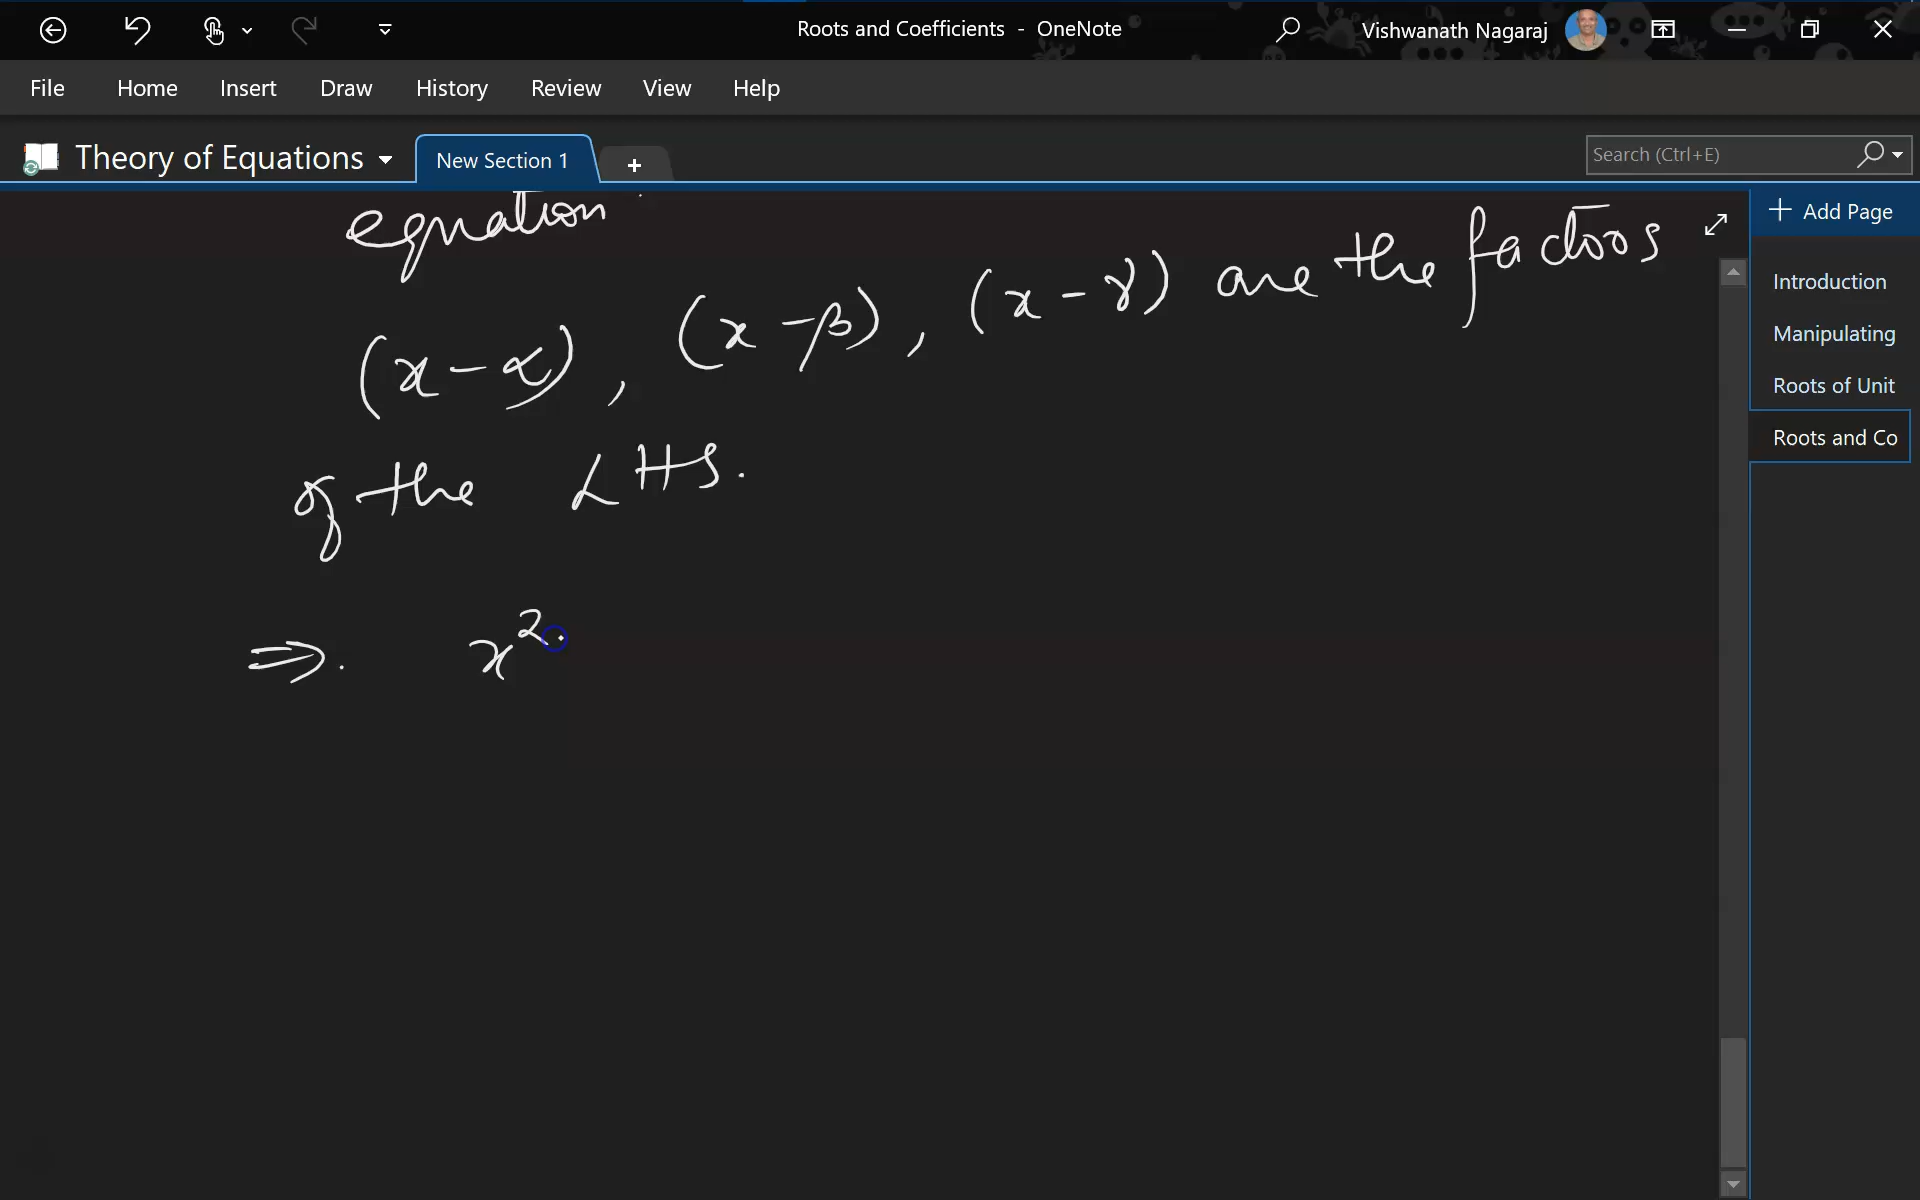 Roots and Coefficients - OneNote
Vishwanath Nagaraj
File Home Insert Draw History Review View Help
Theory of Equations
New Section 1
+
Search (Ctrl+E)
+ Add Page
Introduction
Manipulating
Roots of Unit
Roots and Co
equation.
(x-α), (x-β), (x-γ) are the factors
of the LHS.
⇒. x²